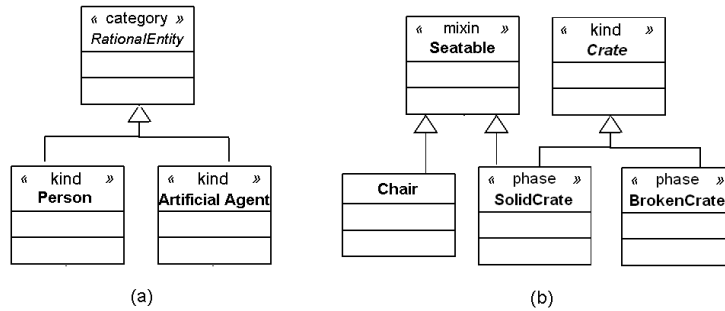 « category »
RationalEntity
« kind »
Person
« kind »
Artificial Agent
(a)
« mixin »
Seatable
« kind »
Crate
Chair
« phase »
SolidCrate
« phase »
BrokenCrate
(b)